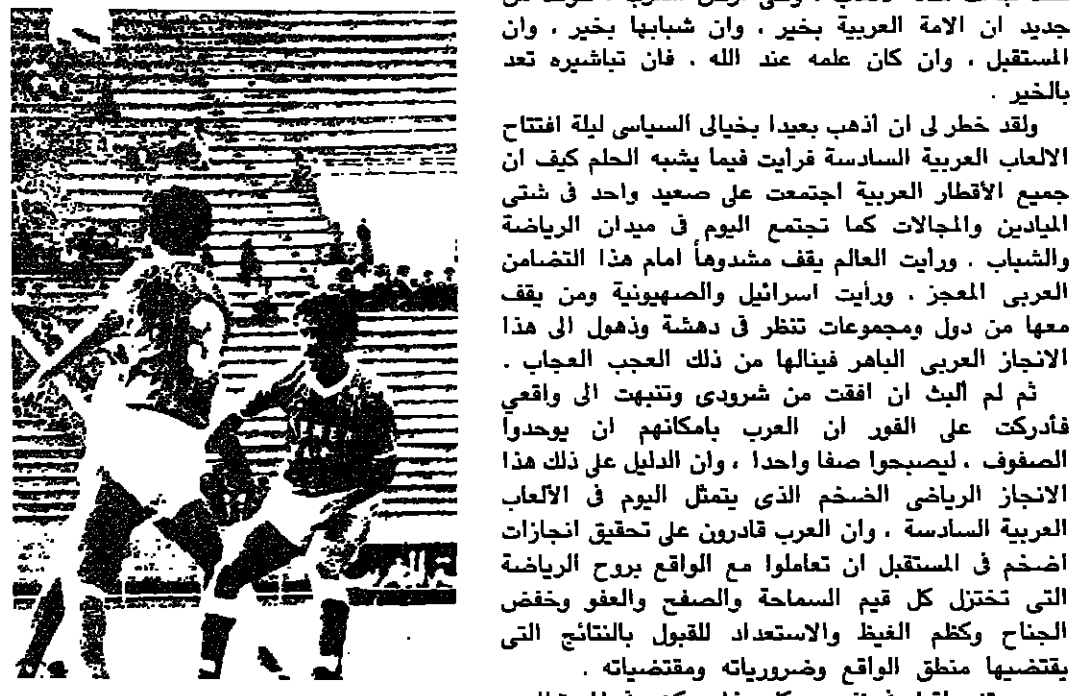 جديد ان الامة العربية بخير ، وان شبابها بخير ، وان
المستقبل ، وان كان علمه عند الله . فان تباشيره تعد
بالخير .
ولقد خطر لى ان اذهب بعيدا بخيالى السياسى ليلة افتتاح
الالعاب العربية السادسة فرأيت فيما يشبه الحلم كيف ان
جميع الأقطار العربية اجتمعت على صعيد واحد فى شتى
الميادين والمجالات كما تجتمع اليوم فى ميدان الرياضة
والشباب . ورأيت العالم يقف مشدوهاً امام هذا التضامن
العربى المعجز . ورأيت اسرائيل والصهيونية ومن يقف
معها من دول ومجموعات تنظر فى دهشة وذهول الى هذا
الانجاز العربى الباهر فينالها من ذلك العجب العجاب .
ثم لم ألبث ان افقت من شرودى وتنبهت الى واقعي
فأدركت على الفور ان العرب بامكانهم ان يوحدوا
الصفوف ، ليصبحوا صفا واحدا ، وان الدليل على ذلك هذا
الانجاز الرياضى الضخم الذى يتمثل اليوم فى الألعاب
العربية السادسة ، وان العرب قادرون على تحقيق انجازات
اضخم فى المستقبل ان تعاملوا مع الواقع بروح الرياضة
التى تختزل كل قيم السماحة والصفح والعفو وخفض
الجناح وكظم الغيظ والاستعداد للقبول بالنتائج التى
يقتضيها منطق الواقع وضرورياته ومقتضياته .